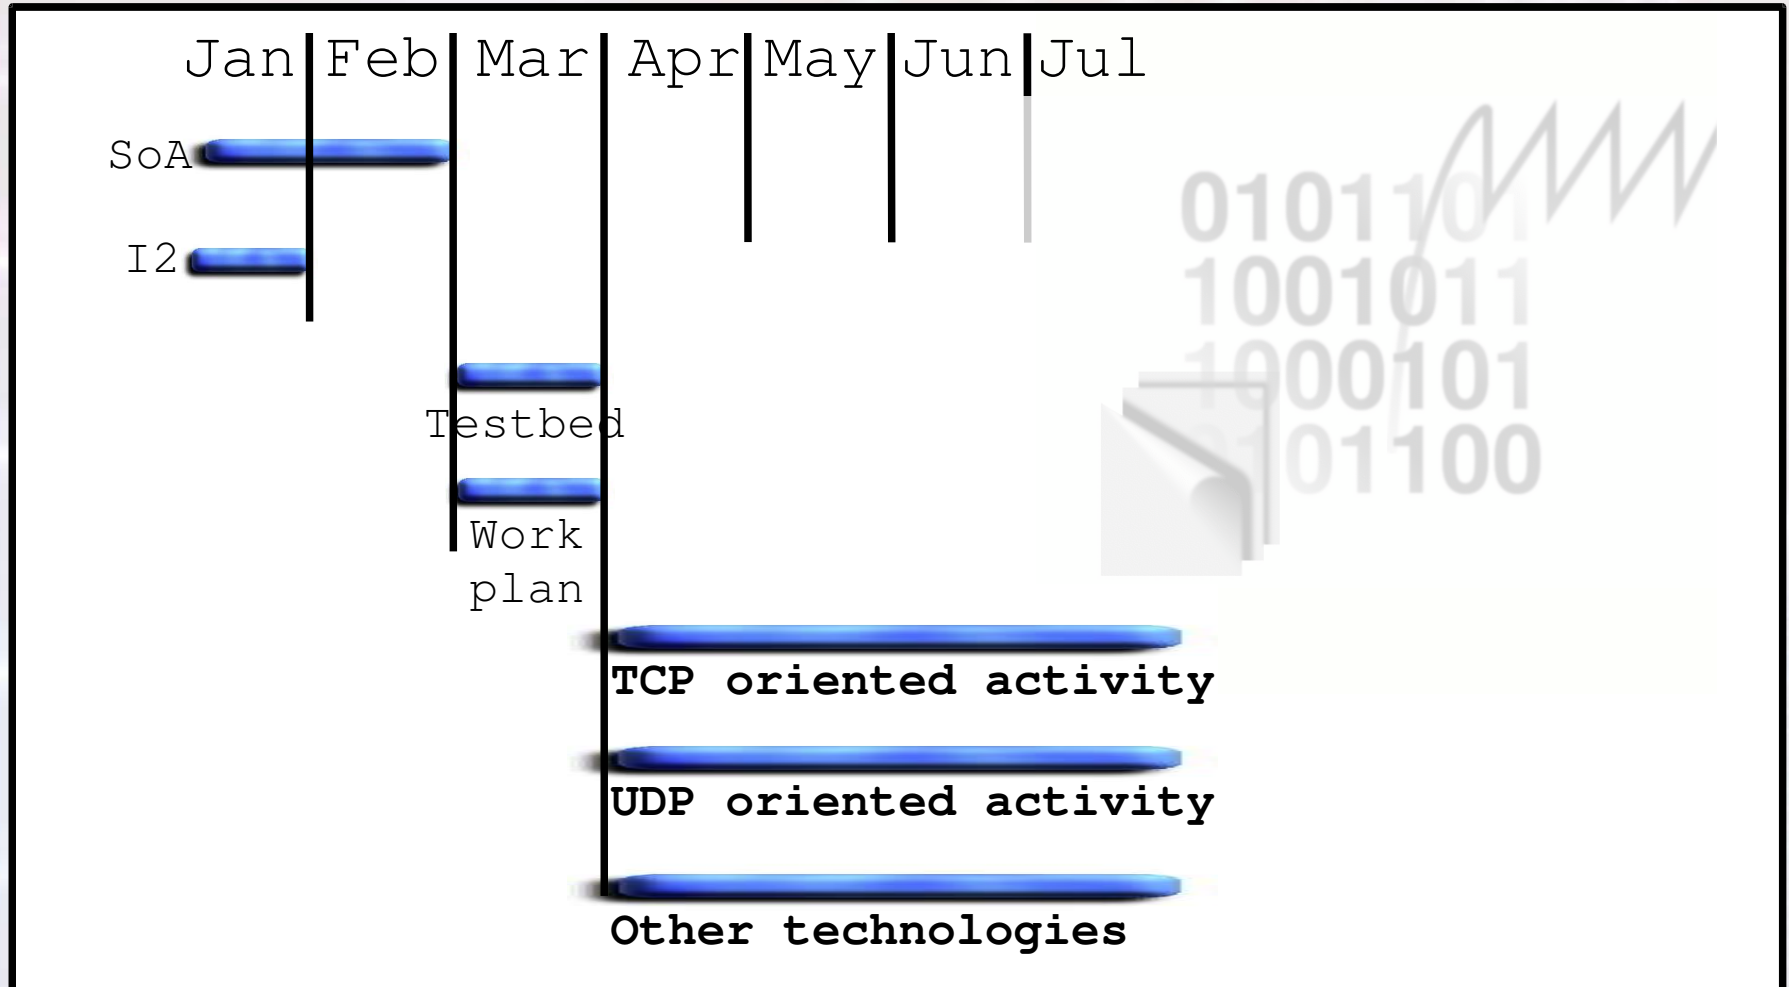 Jan Feb Mar Apr May Jun Jul
SoA
I2
0101101
1001011
1000101
0101100
Testbed
Work
plan
TCP oriented activity
UDP oriented activity
Other technologies